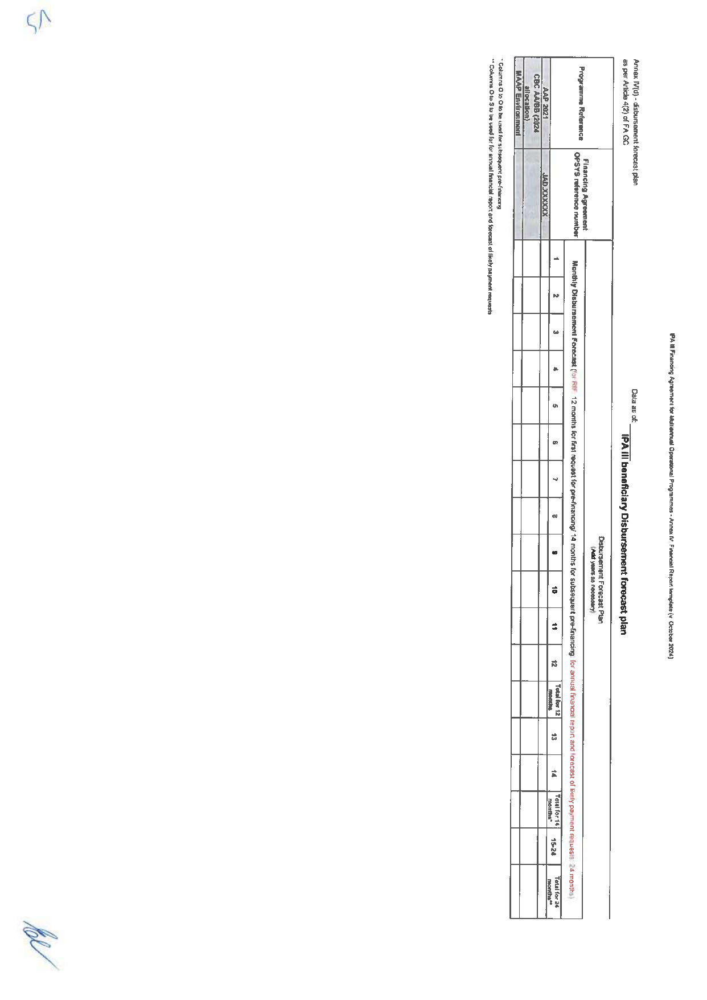 IPA III Financing Agreement for Multiannual Operational Programmes - Annex IV: Financial Report template (v. October 2024)
Annex IV(d) - disbursement forecast plan
Data as of:
as per Article 4(2) of FA GC
IPA III beneficiary Disbursement forecast plan
Programme Reference
Financing Agreement
OPSYS reference number
Disbursement Forecast Plan
(Add years as necessary)
Monthly Disbursement Forecast (for RfF: 12 months for first request for pre-financing/ 14 months for subsequent pre-financing; for annual financial report and forecast of likely payment requests: 24 months)
1 2 3 4 5 6 7 8 9 10 11 12 Total for 12 months 13 14 Total for 14 months* 15-24 Total for 24 months**
AAP 2021 JAD.XXXXXX
CBC AA/BB (2024
allocation)
MAAP Environment
* Columns O to Q to be used for subsequent pre-financing
** Columns O to S to be used for for annual financial report and forecast of likely payment requests